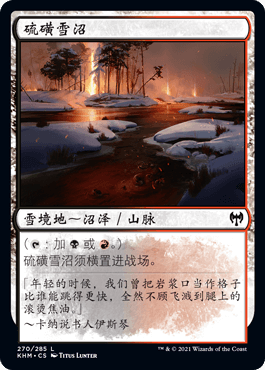 硫磺雪沼
雪境地～沼泽／山脉
（：加或。）
硫磺雪沼须横置进战场。
「年轻的时候，我们曾把岩浆口当作格子
比谁能跳得更快，全然不顾飞溅到腿上的
滚烫焦油。」
～卡纳说书人伊斯琴
270/285 L
KHM • CS Titus Lunter
™ & © 2021 Wizards of the Coast